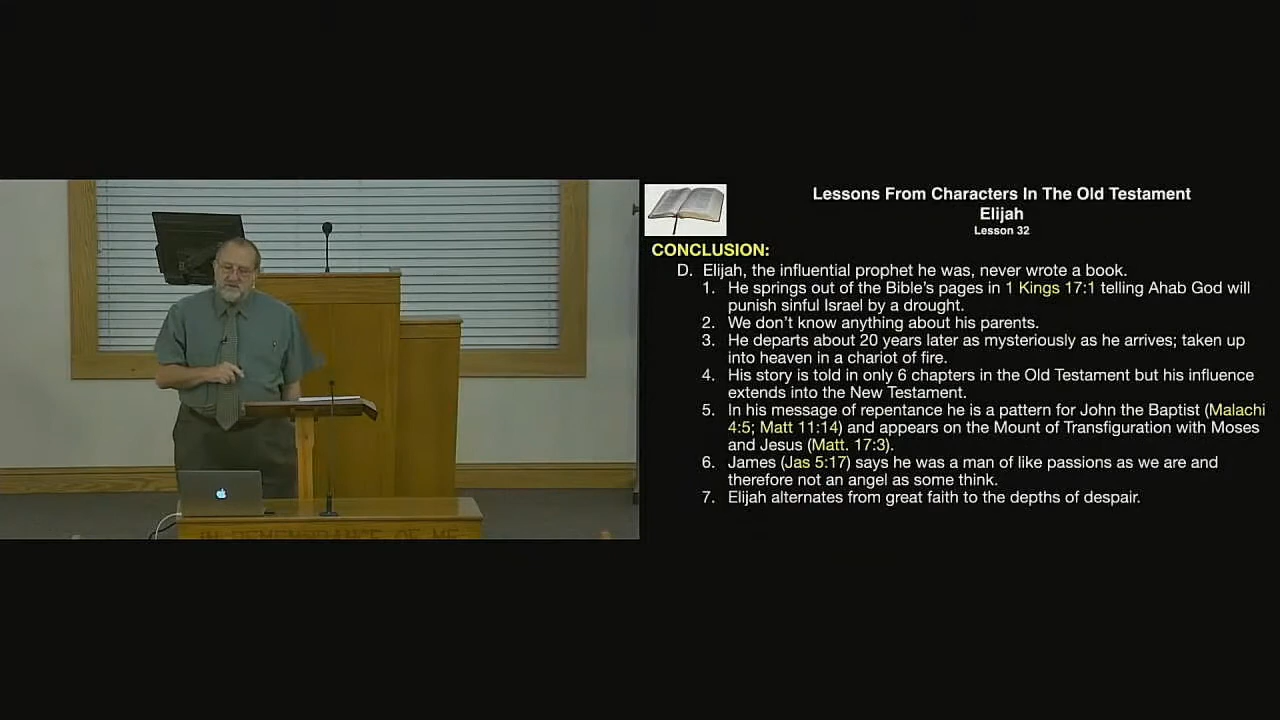 Lessons From Characters In The Old Testament
Elijah
Lesson 32
CONCLUSION:
D. Elijah, the influential prophet he was, never wrote a book.
1. He springs out of the Bible's pages in 1 Kings 17:1 telling Ahab God will
punish sinful Israel by a drought.
2. We don't know anything about his parents.
3. He departs about 20 years later as mysteriously as he arrives; taken up
into heaven in a chariot of fire.
4. His story is told in only 6 chapters in the Old Testament but his influence
extends into the New Testament.
5. In his message of repentance he is a pattern for John the Baptist (Malachi
4:5; Matt 11:14) and appears on the Mount of Transfiguration with Moses
and Jesus (Matt. 17:3).
6. James (Jas 5:17) says he was a man of like passions as we are and
therefore not an angel as some think.
7. Elijah alternates from great faith to the depths of despair.
IN REMEMBRANCE OF ME